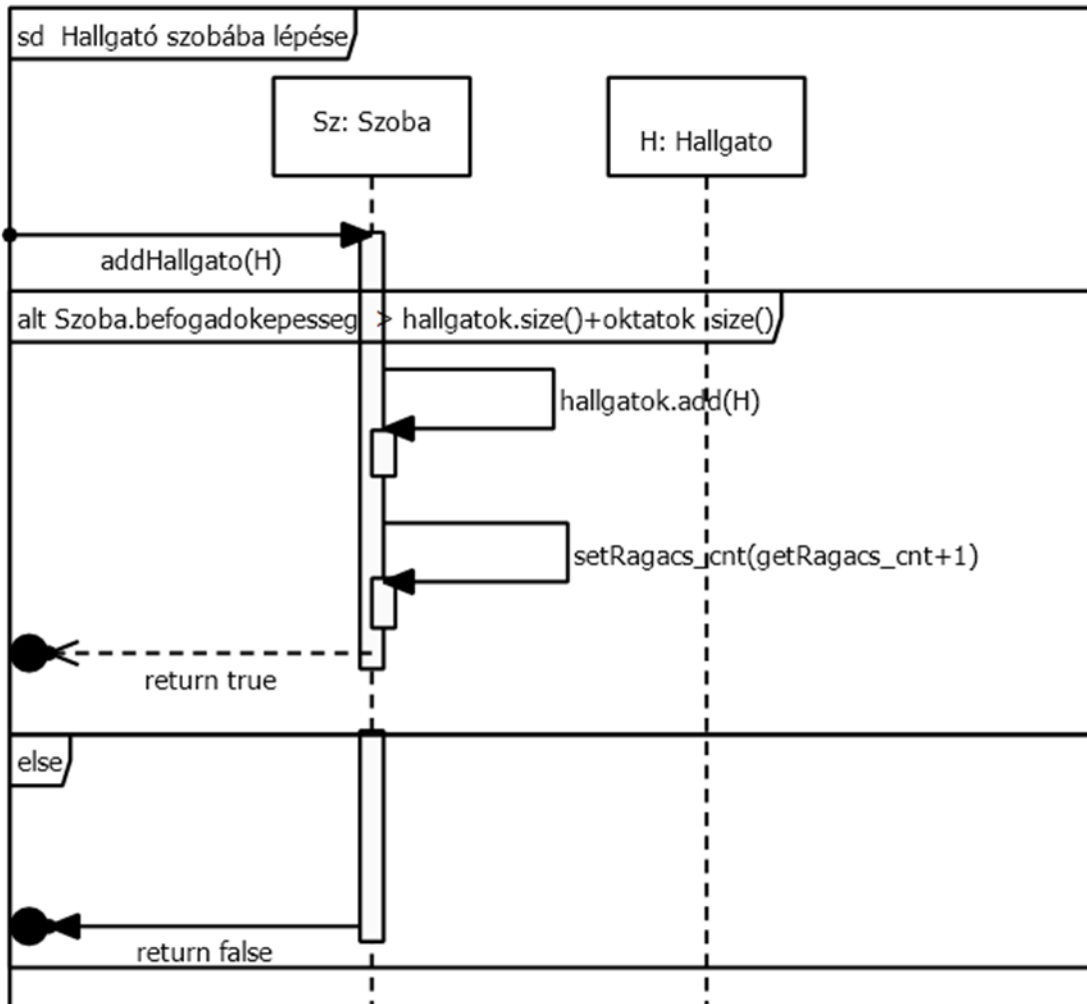 sd Hallgató szobába lépése
Sz: Szoba
H: Hallgato
addHallgato(H)
alt Szoba.befogadokepesseg > hallgatok.size()+oktatok size()
hallgatok.add(H)
setRagacs_cnt(getRagacs_cnt+1)
return true
else
return false